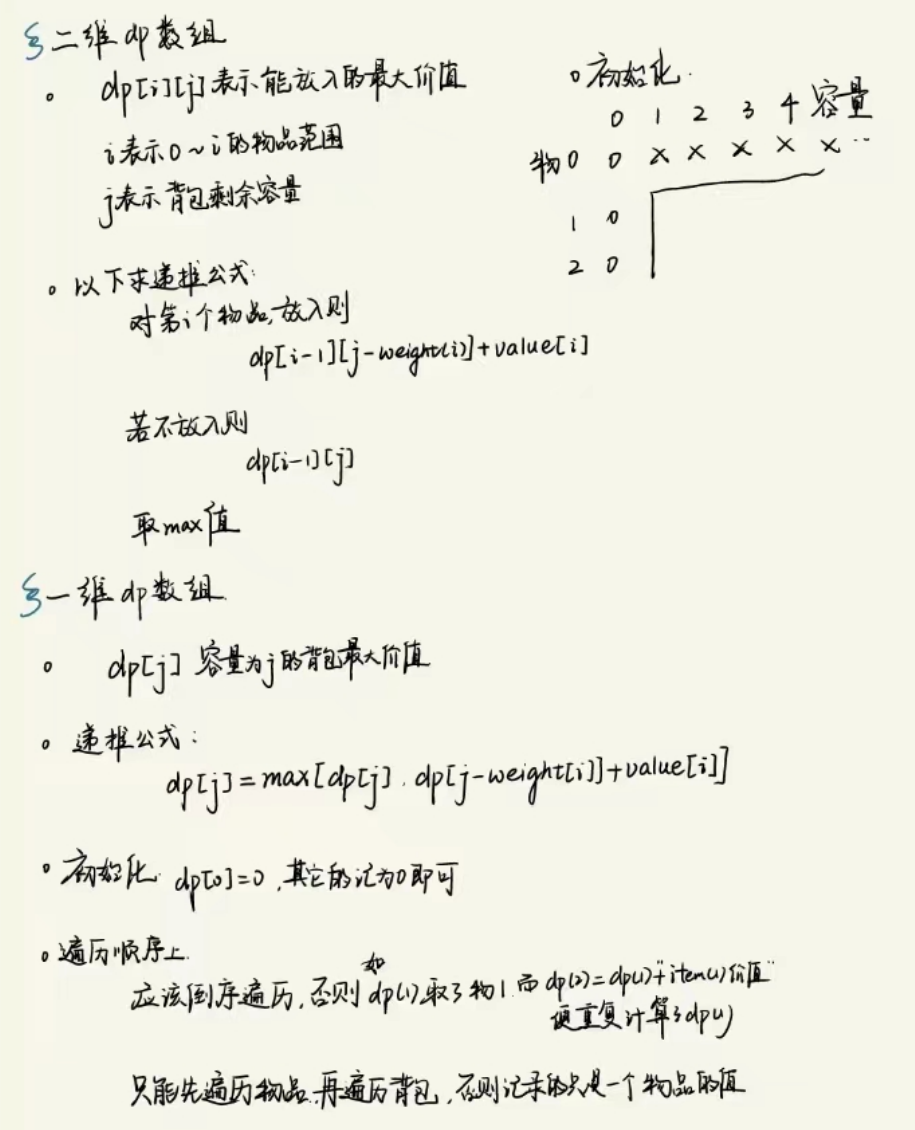 二维dp数组
dp[i][j]表示能放入的最大价值
i表示0~i的物品范围
j表示背包剩余容量
初始化.
0 1 2 3 4 容量
物0 0 x x x x x ..
1 0
2 0
以下求递推公式:
对第i个物品,放入则
dp[i-1][j-weight(i)]+value[i]
若不放入则
dp[i-1][j]
取max值
一维dp数组.
dp[j] 容量为j的背包最大价值
递推公式:
dp[j]=max[dp[j], dp[j-weight[i]]+value[i]]
初始化. dp[0]=0,其它的记为0即可
遍历顺序上.
应该倒序遍历,否则如dp(1)取了物1.而dp(2)=dp(1)+"item(1)价值"
便重复计算了dp(1)
只能先遍历物品.再遍历背包,否则记录的只是一个物品的值